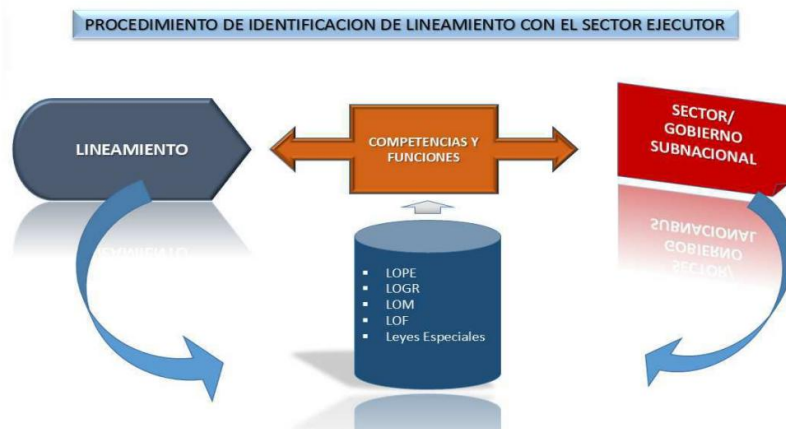 PROCEDIMIENTO DE IDENTIFICACION DE LINEAMIENTO CON EL SECTOR EJECUTOR
LINEAMIENTO
COMPETENCIAS Y
FUNCIONES
SECTOR/
GOBIERNO
SUBNACIONAL
▪ LOPE
▪ LOGR
▪ LOM
▪ LOF
▪ Leyes Especiales